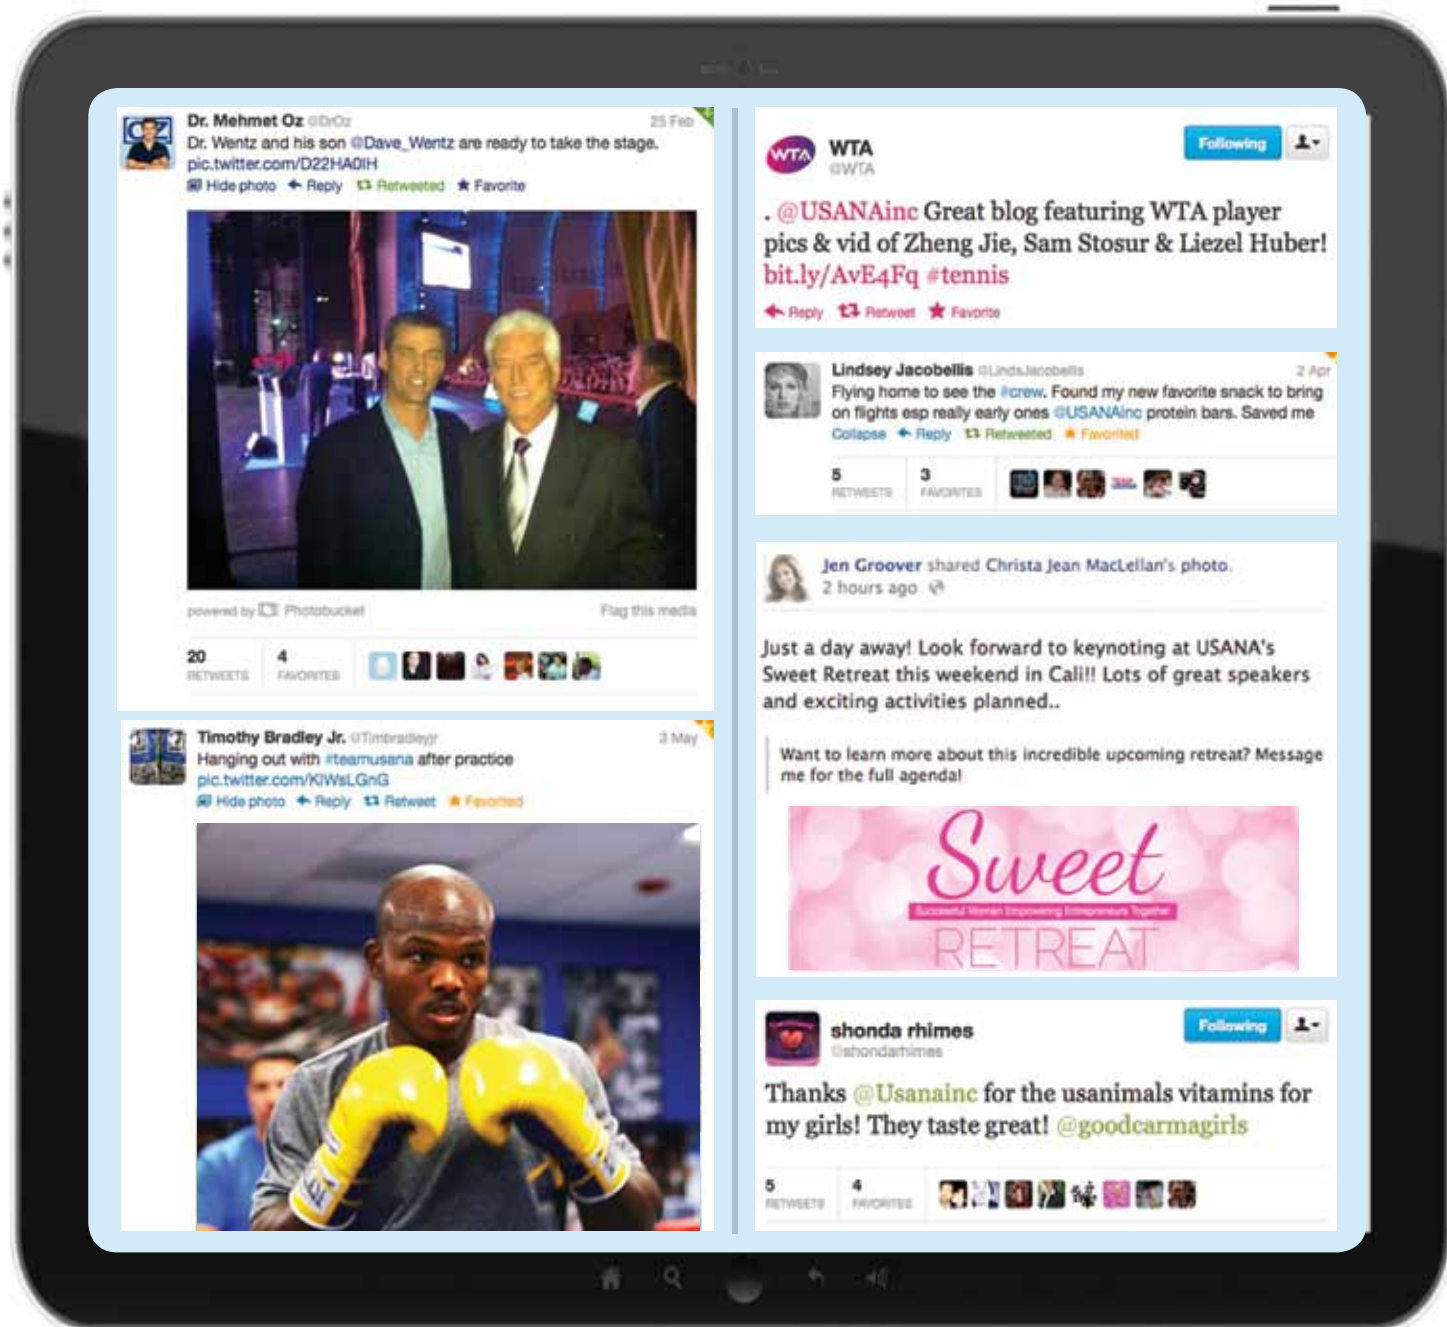 Dr. Mehmet Oz @DrOz 25 Feb
Dr. Wentz and his son @Dave_Wentz are ready to take the stage.
pic.twitter.com/D22HA0IH
Hide photo Reply Retweeted Favorite
powered by Photobucket Flag this media
20 4
RETWEETS FAVORITES
Timothy Bradley Jr. @Timbradleyjr 3 May
Hanging out with #teamusana after practice
pic.twitter.com/KlWsLGnG
Hide photo Reply Retweet Favorited
WTA
WTA Following
@WTA
. @USANAinc Great blog featuring WTA player
pics & vid of Zheng Jie, Sam Stosur & Liezel Huber!
bit.ly/AvE4Fq #tennis
Reply Retweet Favorite
Lindsey Jacobellis @LindsJacobellis 2 Apr
Flying home to see the #crew. Found my new favorite snack to bring
on flights esp really early ones @USANAinc protein bars. Saved me
Collapse Reply Retweeted Favorited
5 3
RETWEETS FAVORITES
Jen Groover shared Christa Jean MacLellan's photo.
2 hours ago
Just a day away! Look forward to keynoting at USANA's
Sweet Retreat this weekend in Cali!! Lots of great speakers
and exciting activities planned..
Want to learn more about this incredible upcoming retreat? Message
me for the full agenda!
Sweet
Successful Women Empowering Entrepreneurs Together
RETREAT
shonda rhimes Following
@shondarhimes
Thanks @Usanainc for the usanimals vitamins for
my girls! They taste great! @goodcarmagirls
5 4
RETWEETS FAVORITES